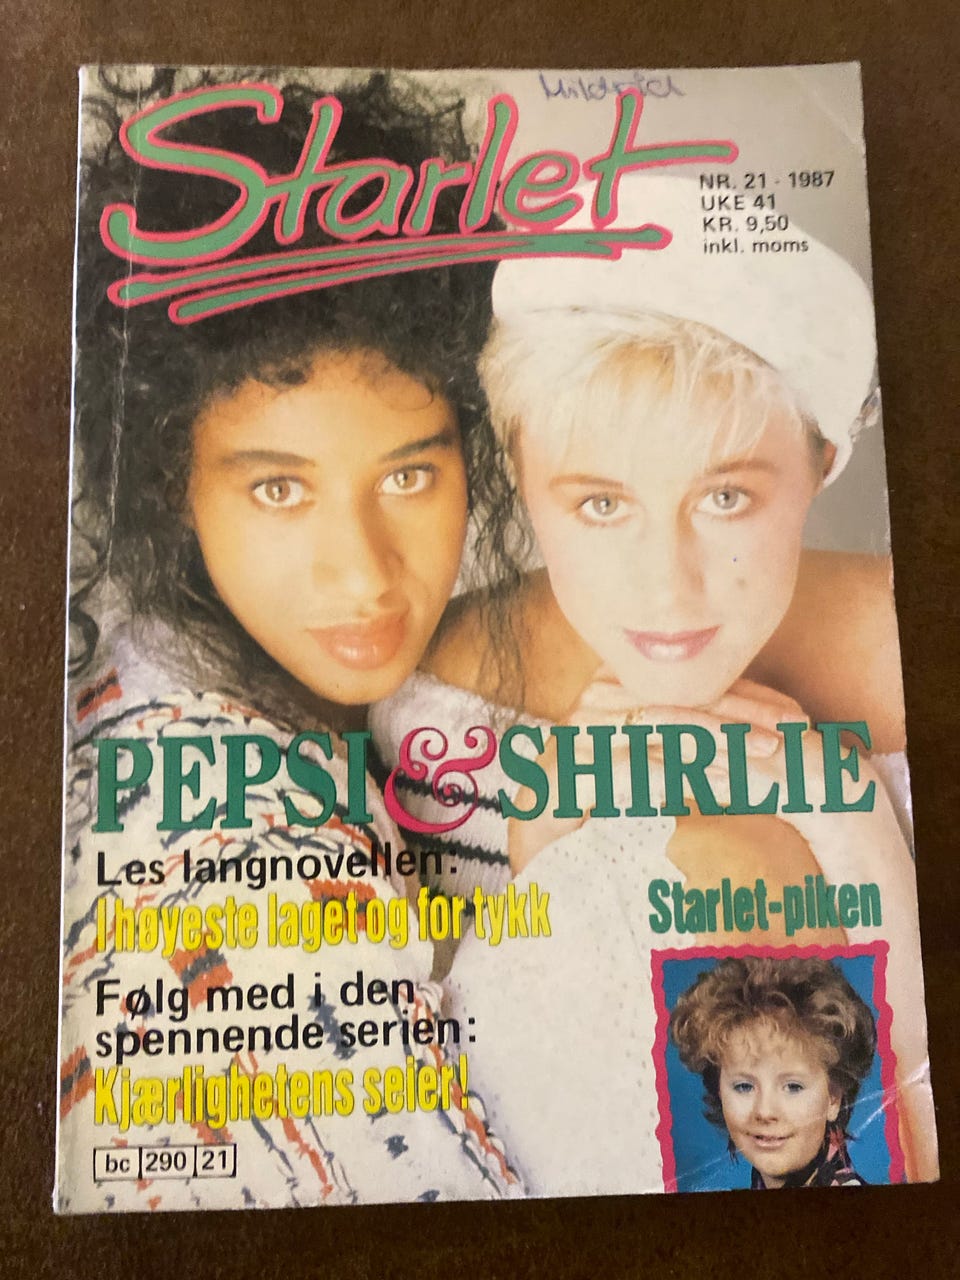 Starlet
NR. 21 - 1987
UKE 41
KR. 9,50
inkl. moms
PEPSI & SHIRLIE
Les langnovellen:
I høyeste laget og for tykk
Følg med i den
spennende serien:
Kjærlighetens seier!
Starlet-piken
bc 290 21